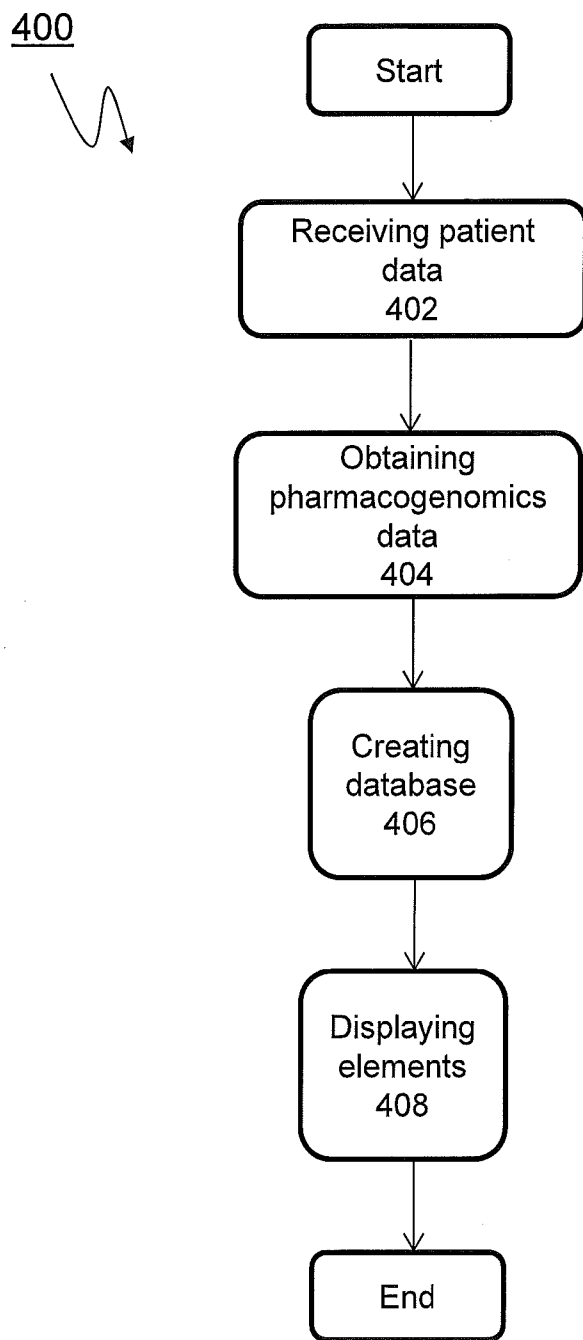 400
Start
Receiving patient
data
402
Obtaining
pharmacogenomics
data
404
Creating
database
406
Displaying
elements
408
End